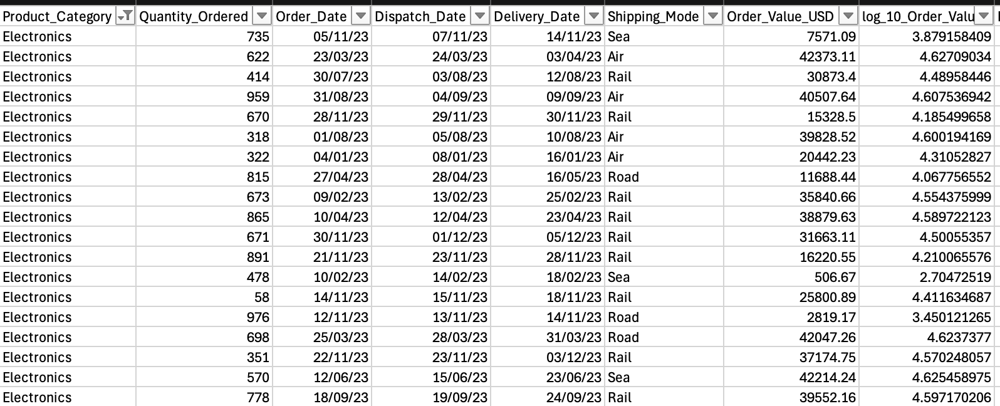 Product_Category Quantity_Ordered Order_Date Dispatch_Date Delivery_Date Shipping_Mode Order_Value_USD log_10_Order_Valu
Electronics 735 05/11/23 07/11/23 14/11/23 Sea 7571.09 3.879158409
Electronics 622 23/03/23 24/03/23 03/04/23 Air 42373.11 4.62709034
Electronics 414 30/07/23 03/08/23 12/08/23 Rail 30873.4 4.48958446
Electronics 959 31/08/23 04/09/23 09/09/23 Air 40507.64 4.607536942
Electronics 670 28/11/23 29/11/23 30/11/23 Rail 15328.5 4.185499658
Electronics 318 01/08/23 05/08/23 10/08/23 Air 39828.52 4.600194169
Electronics 322 04/01/23 08/01/23 16/01/23 Air 20442.23 4.31052827
Electronics 815 27/04/23 28/04/23 16/05/23 Road 11688.44 4.067756552
Electronics 673 09/02/23 13/02/23 25/02/23 Rail 35840.66 4.554375999
Electronics 865 10/04/23 12/04/23 23/04/23 Rail 38879.63 4.589722123
Electronics 671 30/11/23 01/12/23 05/12/23 Rail 31663.11 4.50055357
Electronics 891 21/11/23 23/11/23 28/11/23 Rail 16220.55 4.210065576
Electronics 478 10/02/23 14/02/23 18/02/23 Sea 506.67 2.70472519
Electronics 58 14/11/23 15/11/23 18/11/23 Rail 25800.89 4.411634687
Electronics 976 12/11/23 13/11/23 14/11/23 Road 2819.17 3.450121265
Electronics 698 25/03/23 28/03/23 31/03/23 Road 42047.26 4.6237377
Electronics 351 22/11/23 23/11/23 03/12/23 Rail 37174.75 4.570248057
Electronics 570 12/06/23 15/06/23 23/06/23 Sea 42214.24 4.625458975
Electronics 778 18/09/23 19/09/23 24/09/23 Rail 39552.16 4.597170206